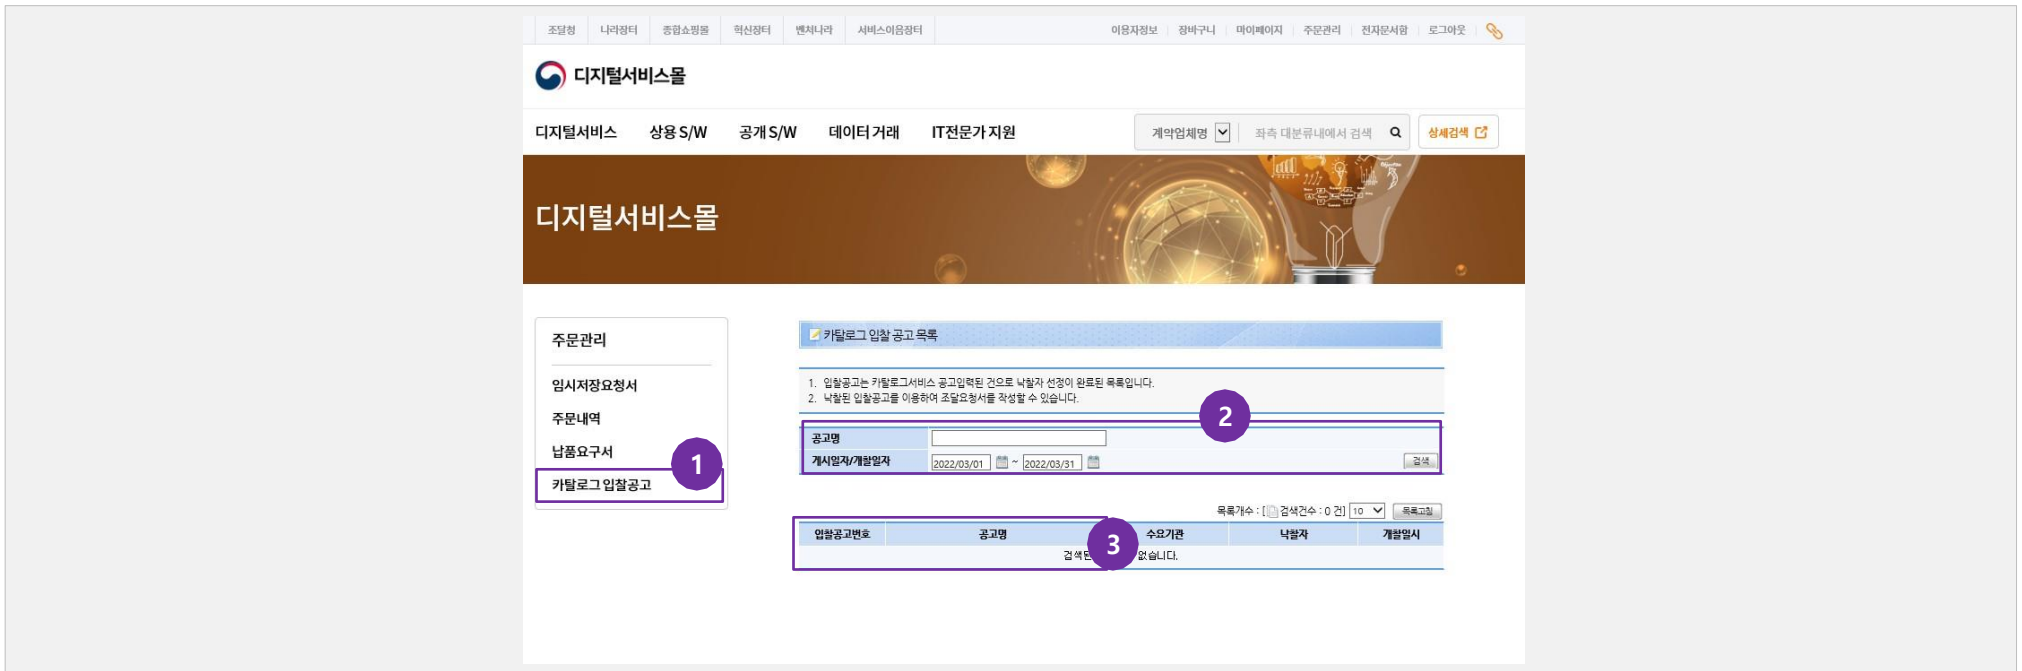 조달청 나라장터 종합쇼핑몰 혁신장터 벤처나라 서비스이음장터 이용자정보 장바구니 마이페이지 주문관리 전자문서함 로그아웃
디지털서비스몰
디지털서비스 상용 S/W 공개 S/W 데이터 거래 IT전문가 지원 계약업체명 좌측 대분류내에서 검색 상세검색
디지털서비스몰
주문관리
임시저장요청서
주문내역
납품요구서
1
카탈로그 입찰공고
카탈로그 입찰 공고 목록
1. 입찰공고는 카탈로그서비스 공고입력된 건으로 낙찰자 선정이 완료된 목록입니다.
2. 낙찰된 입찰공고를 이용하여 조달요청서를 작성할 수 있습니다.
2
공고명
게시일자/개찰일자 2022/03/01 ~ 2022/03/31 검색
목록개수 : [ 검색건수 : 0 건] 10 목록고침
입찰공고번호 공고명 수요기관 낙찰자 개찰일시
3
검색된 없습니다.